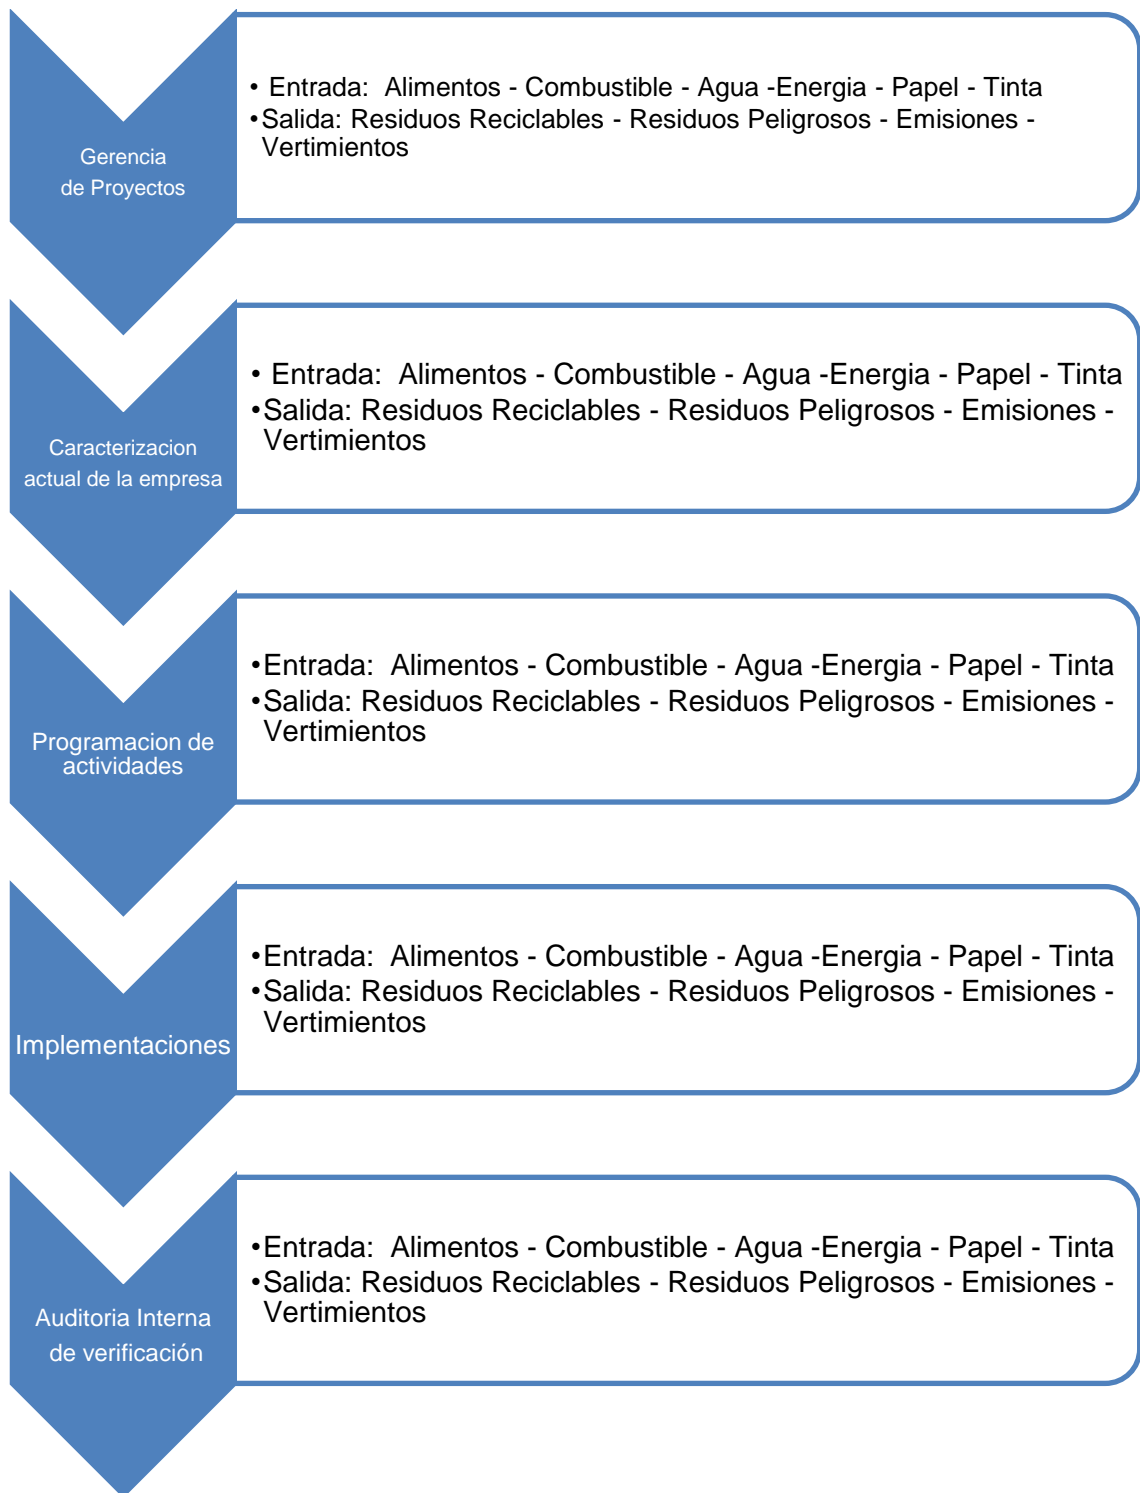 Gerencia
de Proyectos
• Entrada:  Alimentos - Combustible - Agua -Energia - Papel - Tinta
•Salida: Residuos Reciclables - Residuos Peligrosos - Emisiones -
Vertimientos
Caracterizacion
actual de la empresa
• Entrada:  Alimentos - Combustible - Agua -Energia - Papel - Tinta
•Salida: Residuos Reciclables - Residuos Peligrosos - Emisiones -
Vertimientos
Programacion de
actividades
•Entrada:  Alimentos - Combustible - Agua -Energia - Papel - Tinta
•Salida: Residuos Reciclables - Residuos Peligrosos - Emisiones -
Vertimientos
Implementaciones
•Entrada:  Alimentos - Combustible - Agua -Energia - Papel - Tinta
•Salida: Residuos Reciclables - Residuos Peligrosos - Emisiones -
Vertimientos
Auditoria Interna
de verificación
•Entrada:  Alimentos - Combustible - Agua -Energia - Papel - Tinta
•Salida: Residuos Reciclables - Residuos Peligrosos - Emisiones -
Vertimientos